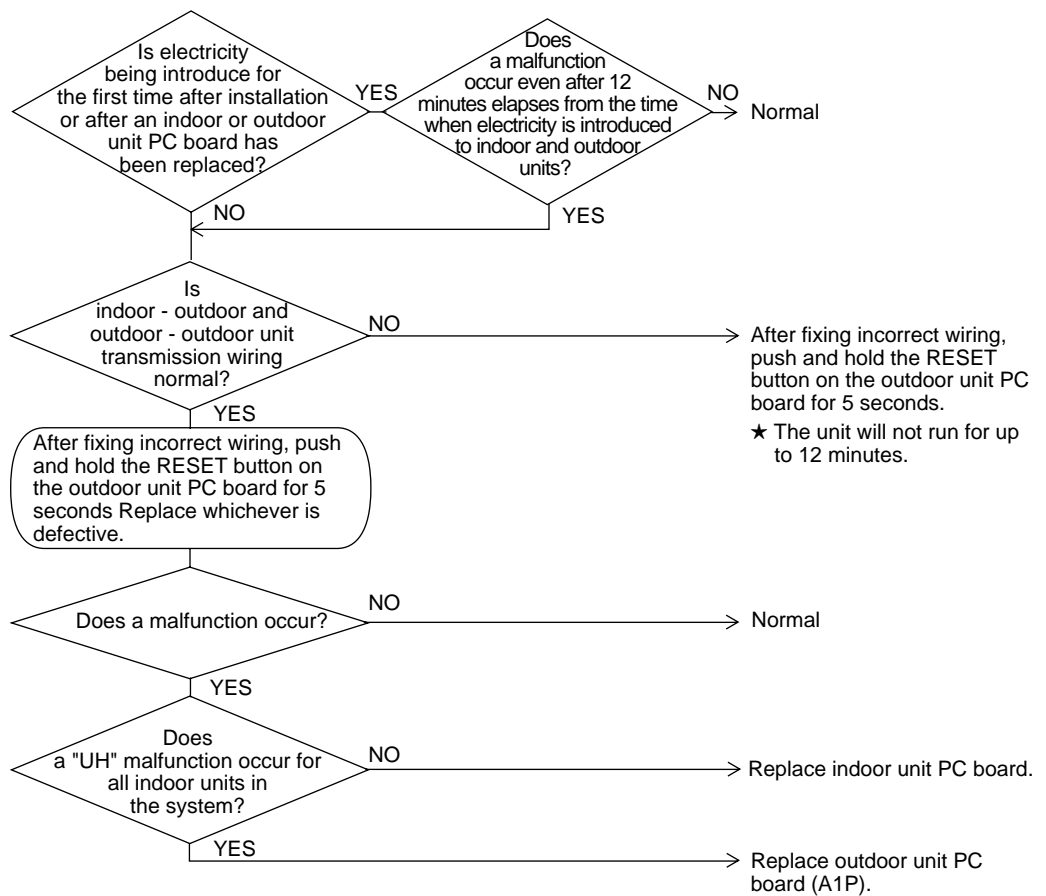 Is electricity
being introduce for
the first time after installation
or after an indoor or outdoor
unit PC board has
been replaced?
YES
Does
a malfunction
occur even after 12
minutes elapses from the time
when electricity is introduced
to indoor and outdoor
units?
NO
Normal
NO
YES
Is
indoor - outdoor and
outdoor - outdoor unit
transmission wiring
normal?
NO
After fixing incorrect wiring,
push and hold the RESET
button on the outdoor unit PC
board for 5 seconds.
★ The unit will not run for up
to 12 minutes.
YES
After fixing incorrect wiring, push
and hold the RESET button on
the outdoor unit PC board for 5
seconds Replace whichever is
defective.
Does a malfunction occur?
NO
Normal
YES
Does
a "UH" malfunction occur for
all indoor units in
the system?
NO
Replace indoor unit PC board.
YES
Replace outdoor unit PC
board (A1P).